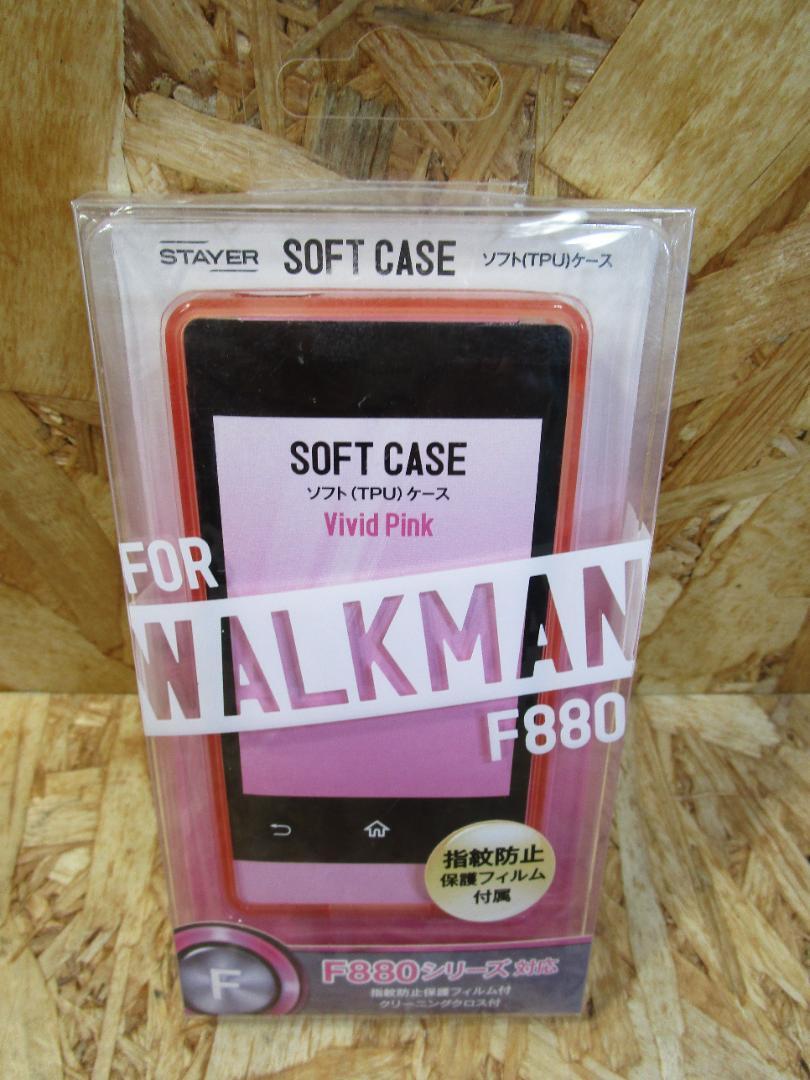 STAYER SOFT CASE ソフト(TPU)ケース
SOFT CASE
ソフト(TPU)ケース
Vivid Pink
FOR
WALKMAN
F880
指紋防止
保護フィルム
付属
F
F880シリーズ 対応
指紋防止保護フィルム付
クリーニングクロス付